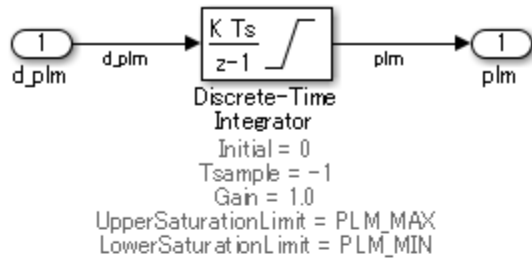 1
d_plm
d_plm
K Ts
z-1
plm
1
plm
Discrete-Time
Integrator
Initial = 0
Tsample = -1
Gain = 1.0
UpperSaturationLimit = PLM_MAX
LowerSaturationLimit = PLM_MIN